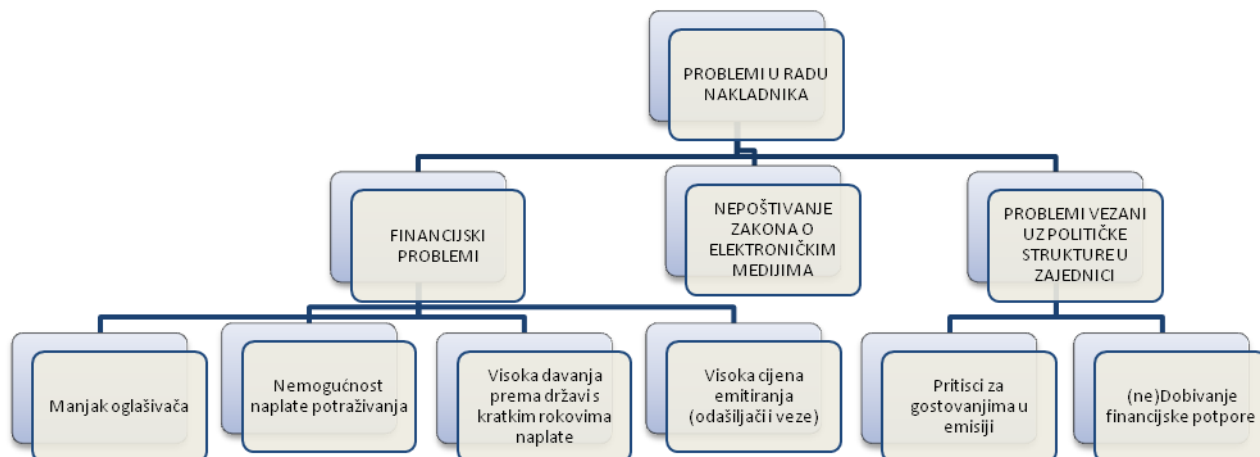 PROBLEMI U RADU
NAKLADNIKA
FINANCIJSKI
PROBLEMI
NEPOŠTIVANJE
ZAKONA O
ELEKTRONIČKIM
MEDIJIMA
PROBLEMI VEZANI
UZ POLITIČKE
STRUKTURE U
ZAJEDNICI
Manjak oglašivača
Nemogućnost
naplate potraživanja
Visoka davanja
prema državi s
kratkim rokovima
naplate
Visoka cijena
emitiranja
(odašiljači i veze)
Pritisci za
gostovanjima u
emisiji
(ne)Dobivanje
financijske potpore